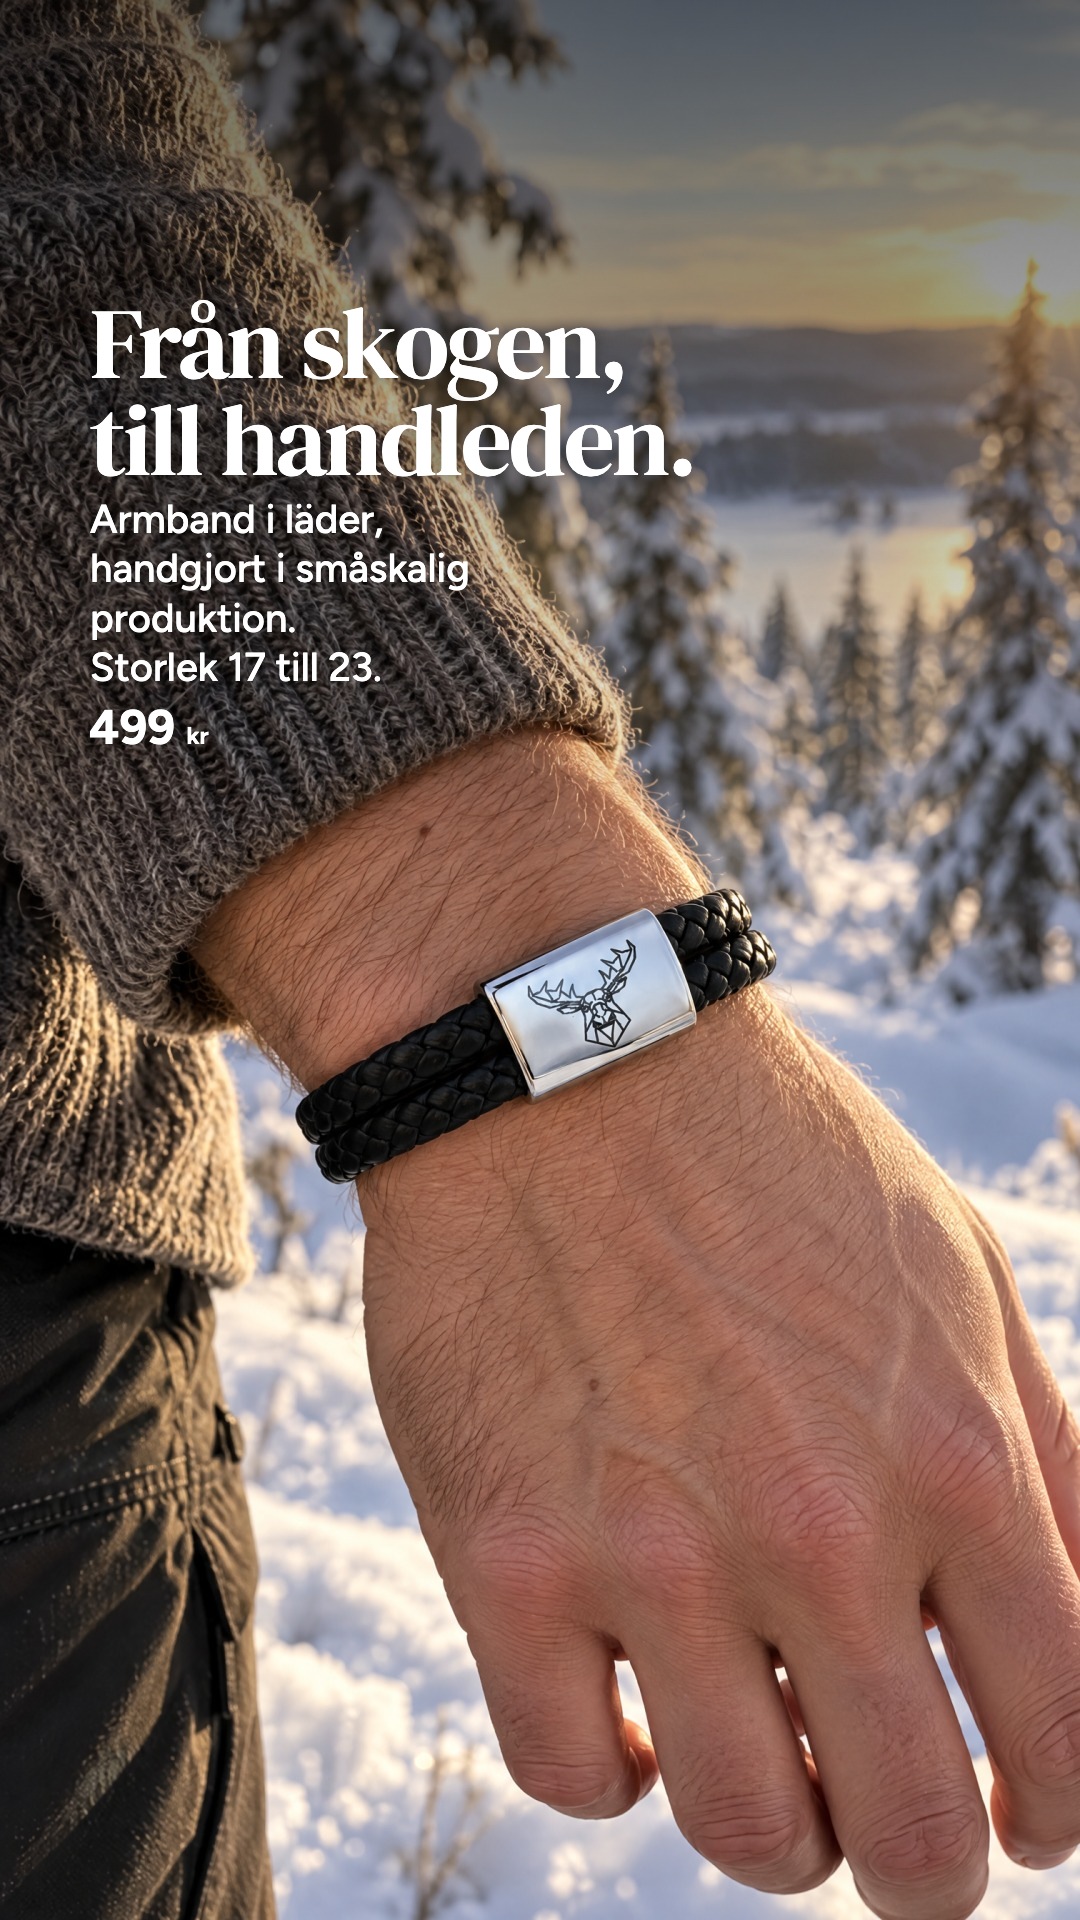 Från skogen,
till handleden.
Armband i läder,
handgjort i småskalig
produktion.
Storlek 17 till 23.
499 kr